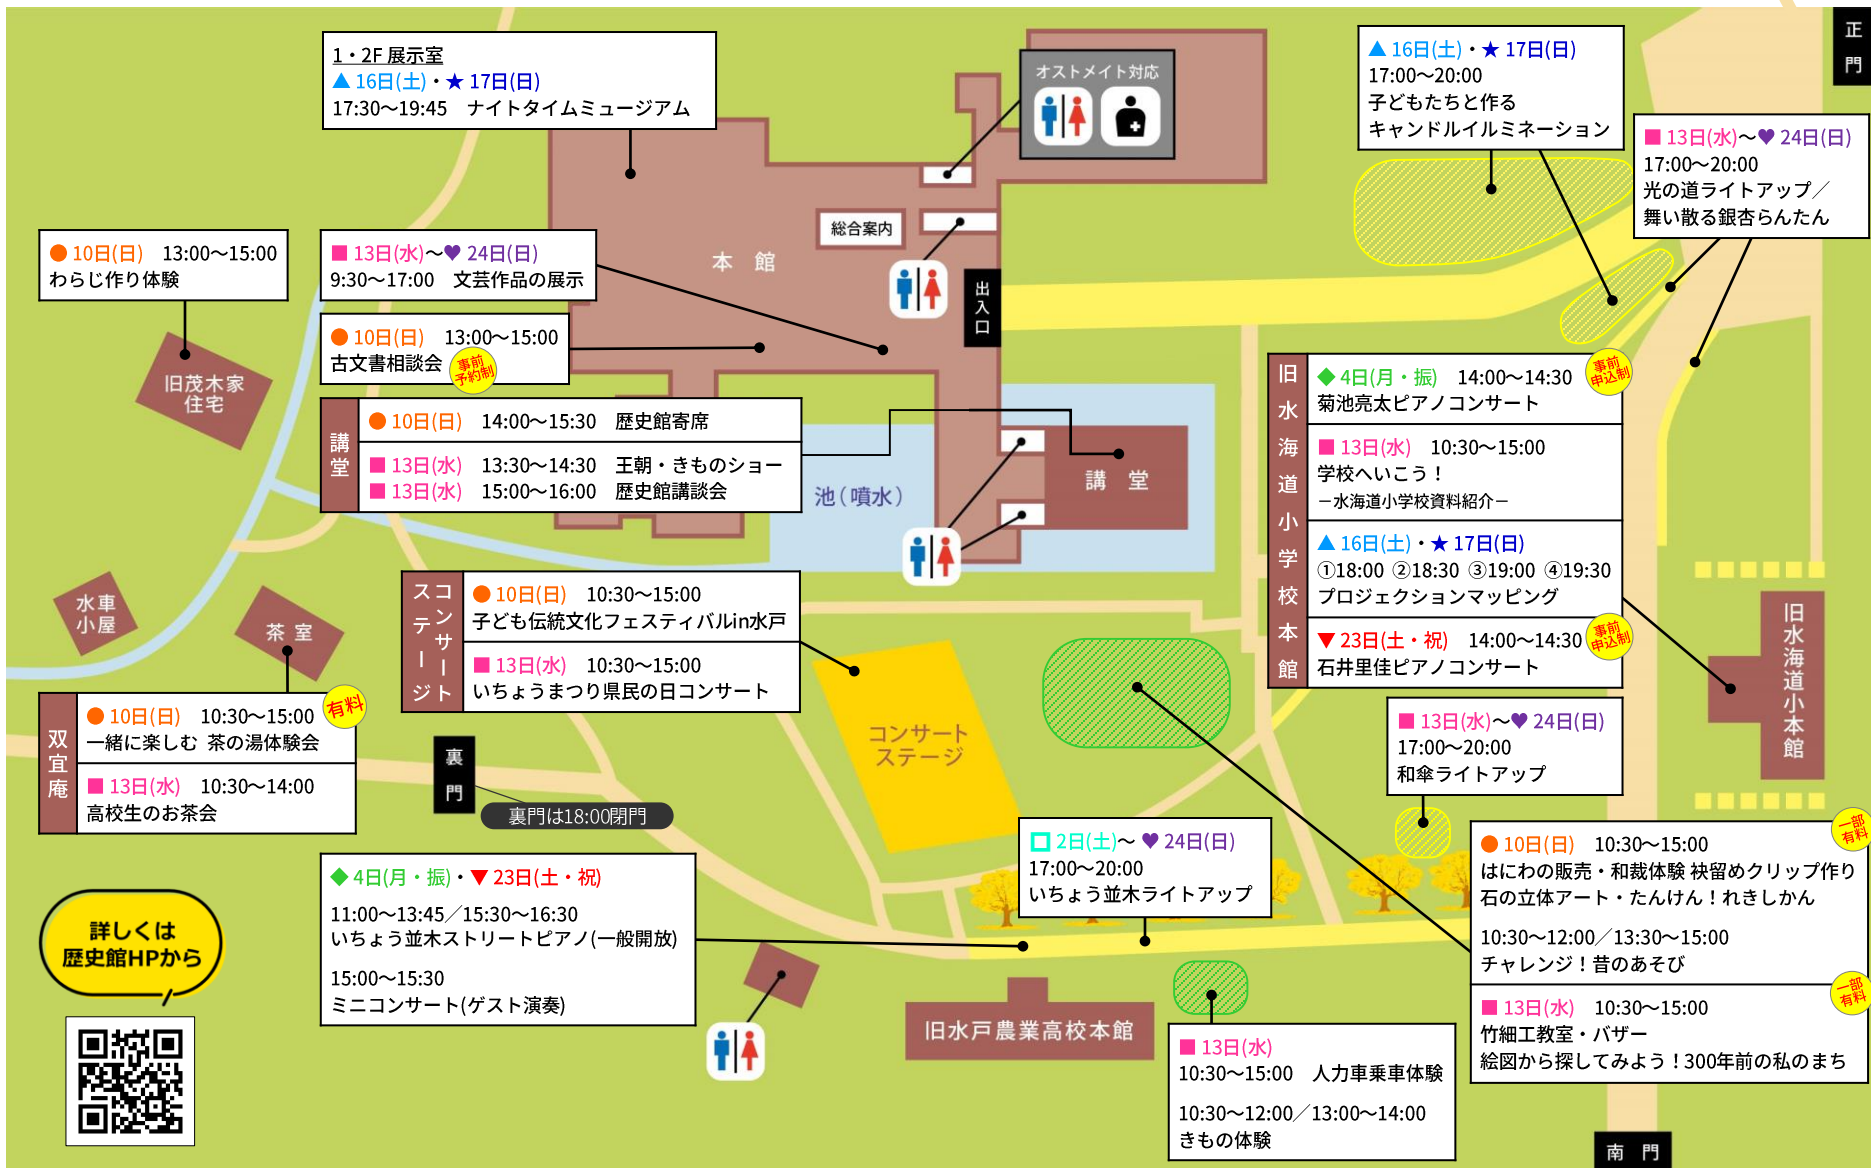 正門
1・2F 展示室
▲ 16日(土)・★ 17日(日)
17:30～19:45　ナイトタイムミュージアム
オストメイト対応
▲ 16日(土)・★ 17日(日)
17:00～20:00
子どもたちと作る
キャンドルイルミネーション
■ 13日(水)～♥ 24日(日)
17:00～20:00
光の道ライトアップ／
舞い散る銀杏らんたん
総合案内
本　館
出入口
● 10日(日)　13:00～15:00
わらじ作り体験
■ 13日(水)～♥ 24日(日)
9:30～17:00　文芸作品の展示
● 10日(日)　13:00～15:00
古文書相談会
事前
予約制
旧茂木家
住宅
講堂
● 10日(日)　14:00～15:30　歴史館寄席
■ 13日(水)　13:30～14:30　王朝・きものショー
■ 13日(水)　15:00～16:00　歴史館講談会
池（噴水）
講　堂
旧水海道小学校本館
◆ 4日(月・振)　14:00～14:30
菊池亮太ピアノコンサート
事前
申込制
■ 13日(水)　10:30～15:00
学校へいこう！
－水海道小学校資料紹介－
▲ 16日(土)・★ 17日(日)
①18:00 ②18:30 ③19:00 ④19:30
プロジェクションマッピング
▼ 23日(土・祝)　14:00～14:30
石井里佳ピアノコンサート
事前
申込制
旧水海道小本館
水車
小屋
茶 室
コンサート
ステージ
● 10日(日)　10:30～15:00
子ども伝統文化フェスティバルin水戸
■ 13日(水)　10:30～15:00
いちょうまつり県民の日コンサート
コンサート
ステージ
双宜庵
● 10日(日)　10:30～15:00
一緒に楽しむ 茶の湯体験会
有料
■ 13日(水)　10:30～14:00
高校生のお茶会
裏門
裏門は18:00閉門
■ 13日(水)～♥ 24日(日)
17:00～20:00
和傘ライトアップ
□ 2日(土)～ ♥ 24日(日)
17:00～20:00
いちょう並木ライトアップ
◆ 4日(月・振)・▼ 23日(土・祝)
11:00～13:45／15:30～16:30
いちょう並木ストリートピアノ(一般開放)
15:00～15:30
ミニコンサート(ゲスト演奏)
一部
有料
● 10日(日)　10:30～15:00
はにわの販売・和裁体験 袂留めクリップ作り
石の立体アート・たんけん！れきしかん
10:30～12:00／13:30～15:00
チャレンジ！昔のあそび
一部
有料
■ 13日(水)　10:30～15:00
竹細工教室・バザー
絵図から探してみよう！300年前の私のまち
詳しくは
歴史館HPから
旧水戸農業高校本館
■ 13日(水)
10:30～15:00　人力車乗車体験
10:30～12:00／13:00～14:00
きもの体験
南　門